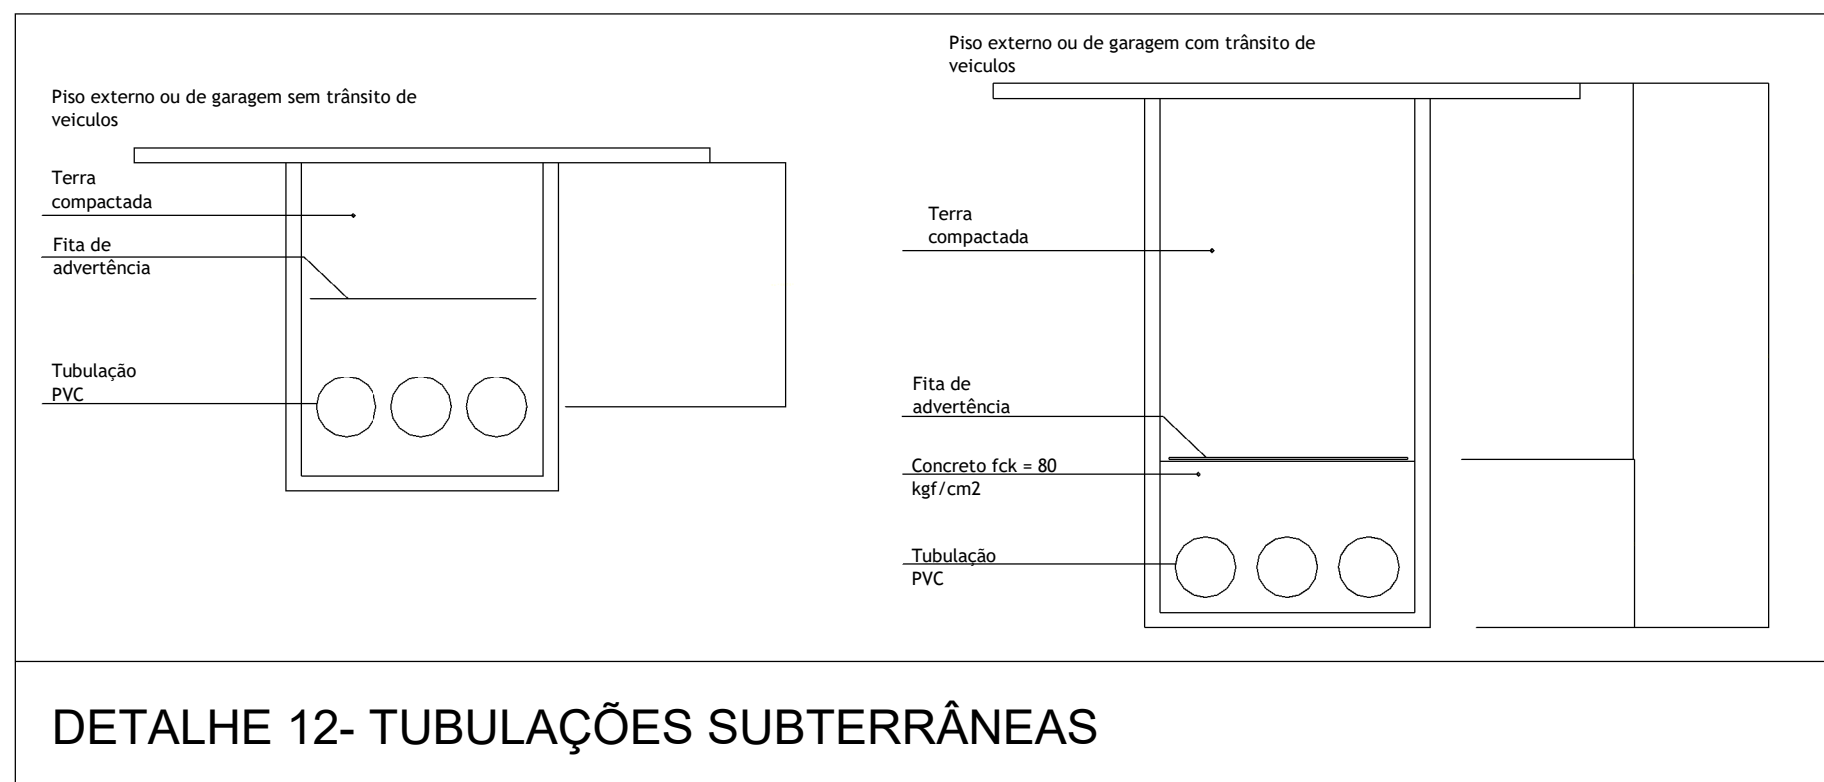 Piso externo ou de garagem sem trânsito de
veiculos
Terra
compactada
Fita de
advertência
Tubulação
PVC
Piso externo ou de garagem com trânsito de
veiculos
Terra
compactada
Fita de
advertência
Concreto fck = 80
kgf/cm2
Tubulação
PVC
DETALHE 12- TUBULAÇÕES SUBTERRÂNEAS